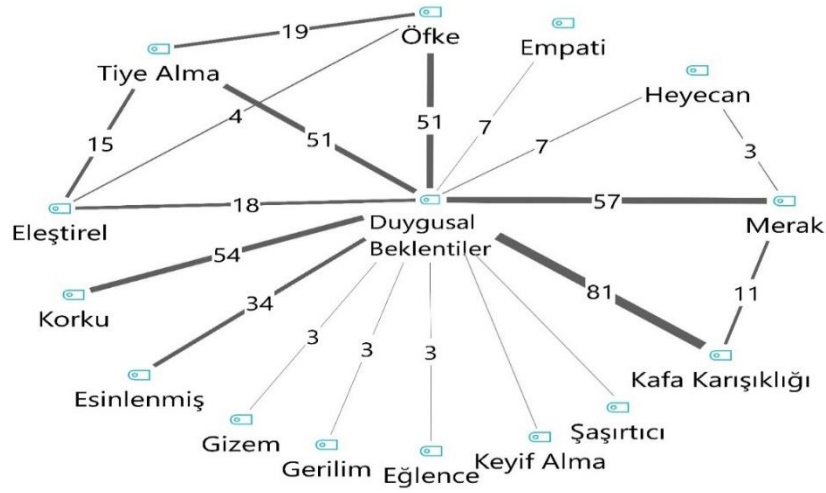 19
Öfke
Empati
Tiye Alma
Heyecan
4
51
7
15
51
7
3
18
57
Eleştirel
Duygusal
Beklentiler
Merak
54
Korku
34
81
11
3
3
3
Kafa Karışıklığı
Esinlenmiş
Gizem
Gerilim
Eğlence
Keyif Alma
Şaşırtıcı